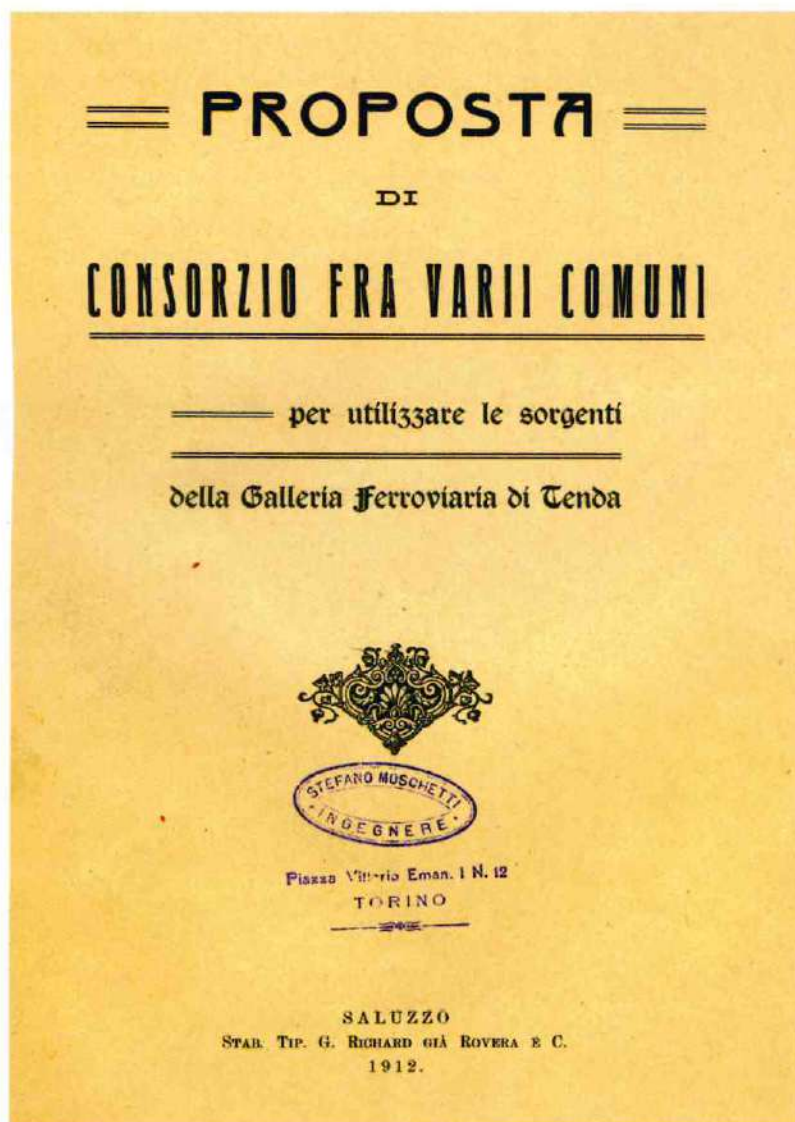 PROPOSTA
DI
CONSORZIO FRA VARII COMUNI
per utilizzare le sorgenti
della Galleria Ferroviaria di Tenda
STEFANO MUSCHETTI
INGEGNERE
Piazza Vittorio Eman. I N. 12
TORINO
SALUZZO
STAB. TIP. G. RICHARD GIÀ ROVERA E C.
1912.